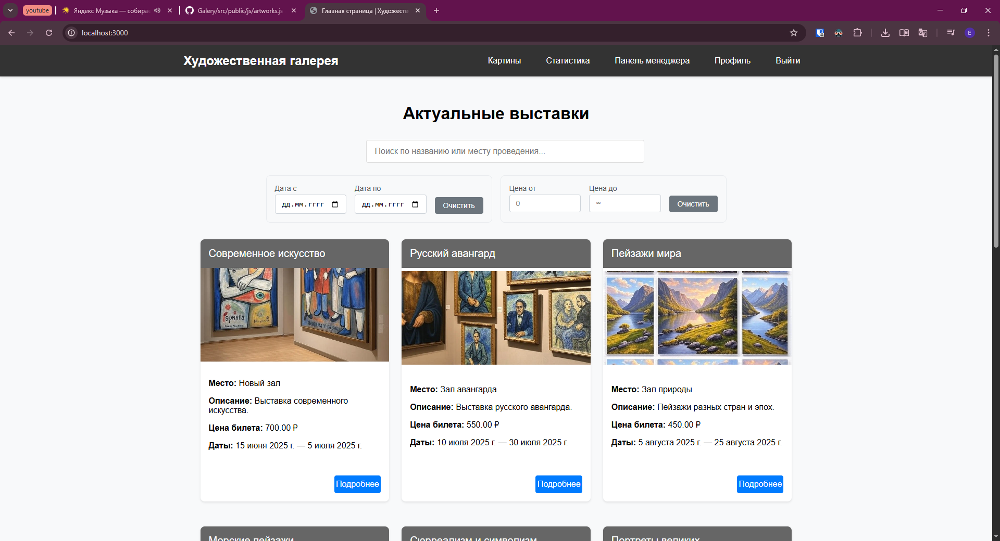 youtube
Яндекс Музыка — собира
Galery/src/public/js/artworks.js
Главная страница | Художеств
localhost:3000
E
Художественная галерея
Картины
Статистика
Панель менеджера
Профиль
Выйти
Актуальные выставки
Поиск по названию или месту проведения...
Дата с
Дата по
Цена от
Цена до
дд.мм.гггг
дд.мм.гггг
Очистить
0
∞
Очистить
Современное искусство
Русский авангард
Пейзажи мира
Место: Новый зал
Описание: Выставка современного
искусства.
Цена билета: 700.00 ₽
Даты: 15 июня 2025 г. — 5 июля 2025 г.
Подробнее
Место: Зал авангарда
Описание: Выставка русского авангарда.
Цена билета: 550.00 ₽
Даты: 10 июля 2025 г. — 30 июля 2025 г.
Подробнее
Место: Зал природы
Описание: Пейзажи разных стран и эпох.
Цена билета: 450.00 ₽
Даты: 5 августа 2025 г. — 25 августа 2025 г.
Подробнее
Морские пейзажи
Сюрреализм и символизм
Портреты великих